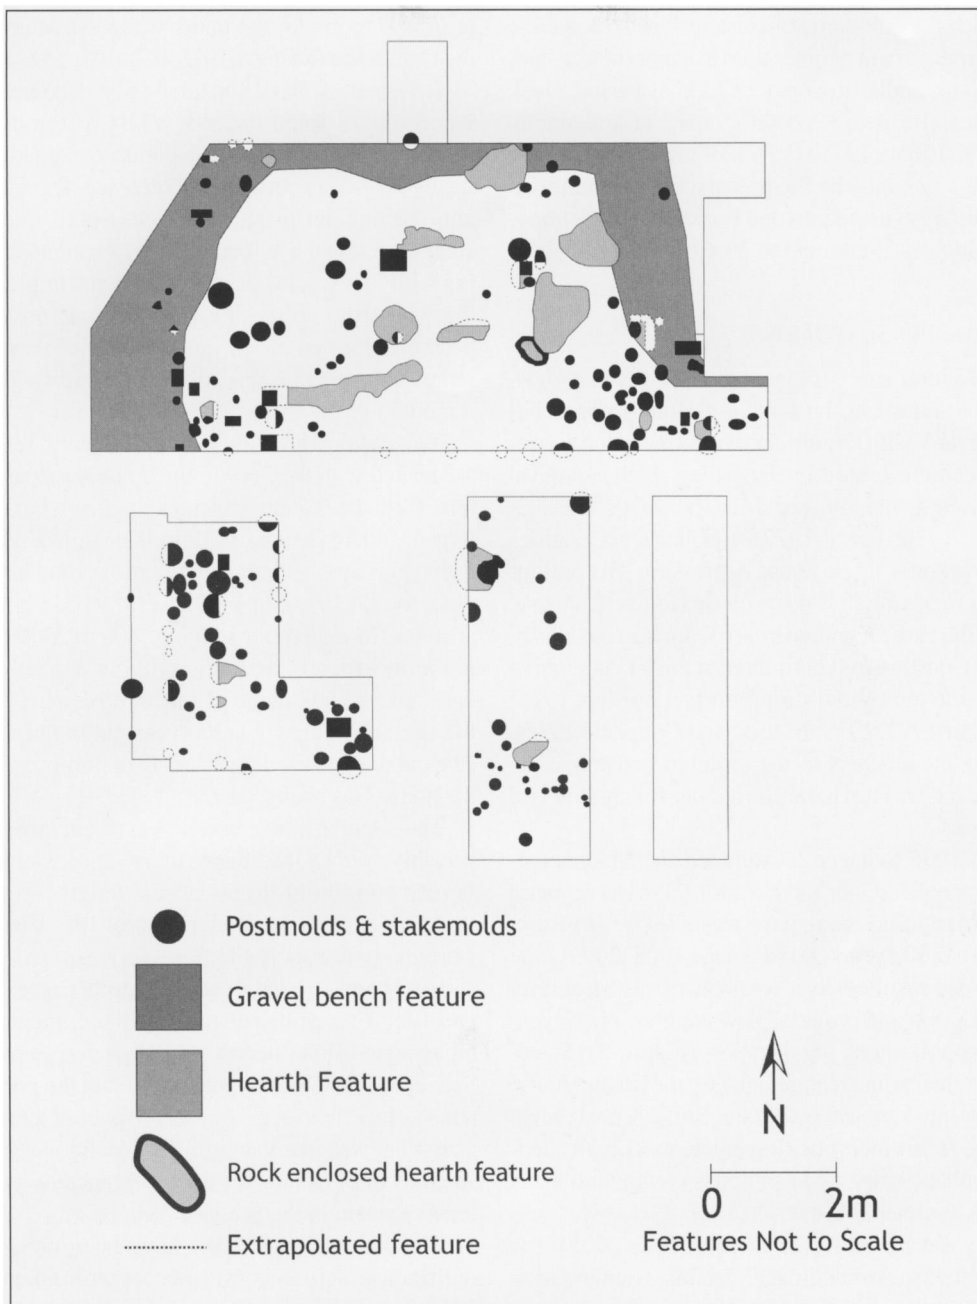 Postmolds & stakemolds
Gravel bench feature
Hearth Feature
Rock enclosed hearth feature
Extrapolated feature
N
0 2m
Features Not to Scale